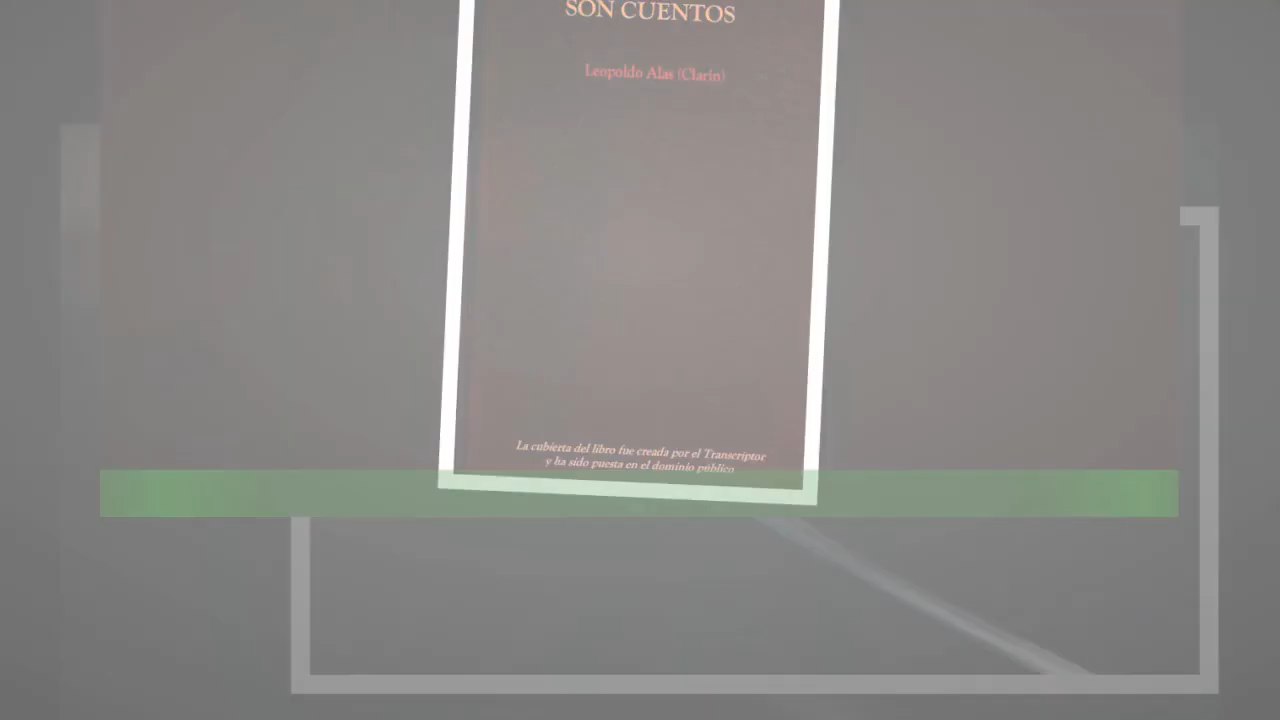 SON CUENTOS
Leopoldo Alas (Clarín)
La cubierta del libro fue creada por el Transcriptor
y ha sido puesta en el dominio público